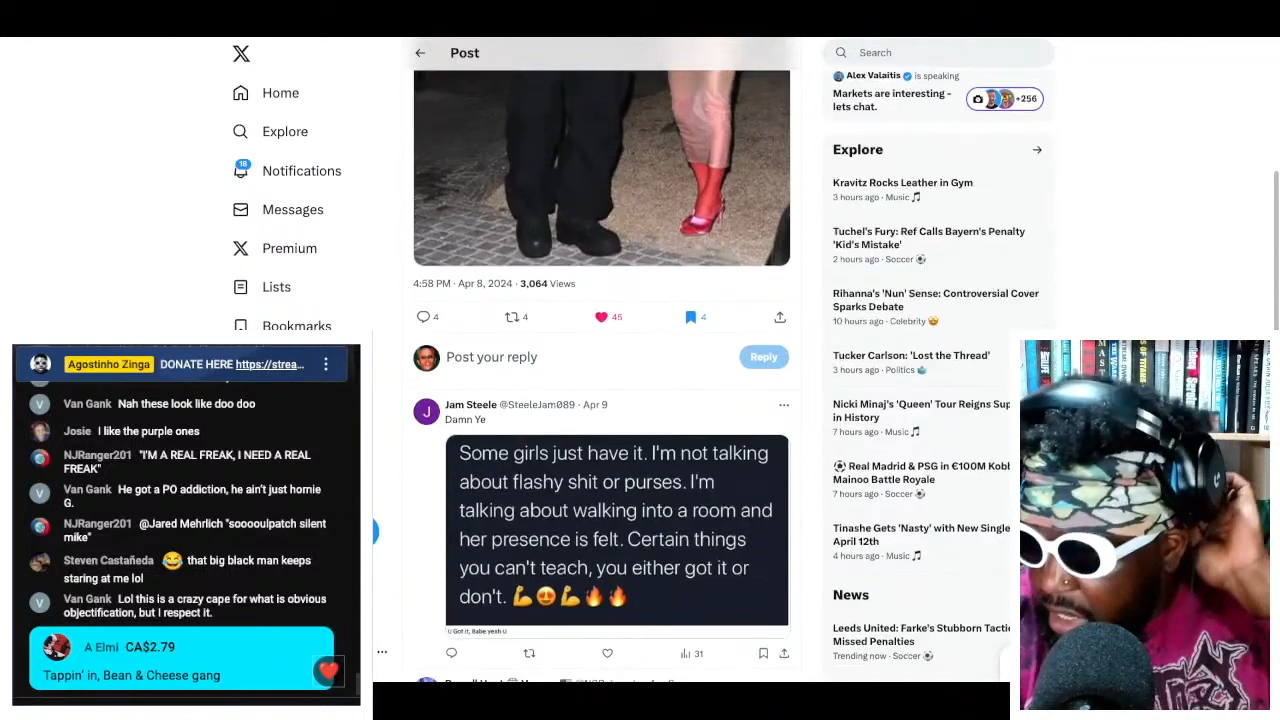 Post
Search
Home
Explore
18
Notifications
Messages
Premium
Lists
Bookmarks
4:58 PM · Apr 8, 2024 · 3,064 Views
4
4
45
4
Post your reply
Reply
J
Jam Steele @SteeleJam089 · Apr 9
Damn Ye
Some girls just have it. I'm not talking
about flashy shit or purses. I'm
talking about walking into a room and
her presence is felt. Certain things
you can't teach, you either got it or
don't. 💪😍💪🔥🔥
U Got it, Babe yeah U
31
Alex Valaitis is speaking
Markets are interesting -
lets chat.
+256
Explore
Kravitz Rocks Leather in Gym
3 hours ago · Music 🎵
Tuchel's Fury: Ref Calls Bayern's Penalty
'Kid's Mistake'
2 hours ago · Soccer ⚽
Rihanna's 'Nun' Sense: Controversial Cover
Sparks Debate
10 hours ago · Celebrity 🤩
Tucker Carlson: 'Lost the Thread'
3 hours ago · Politics 🗳️
Nicki Minaj's 'Queen' Tour Reigns Sup
in History
7 hours ago · Music 🎵
⚽ Real Madrid & PSG in €100M Kobb
Mainoo Battle Royale
7 hours ago · Soccer ⚽
Tinashe Gets 'Nasty' with New Single
April 12th
4 hours ago · Music 🎵
News
Leeds United: Farke's Stubborn Tactic
Missed Penalties
Trending now · Soccer ⚽
Agostinho Zinga DONATE HERE https://strea...
V Van Gank Nah these look like doo doo
Josie I like the purple ones
NJRanger201 "I'M A REAL FREAK, I NEED A REAL
FREAK"
V Van Gank He got a PO addiction, he ain't just hornie
G.
NJRanger201 @Jared Mehrlich "sooooulpatch silent
mike"
Steven Castañeda 😂 that big black man keeps
staring at me lol
V Van Gank Lol this is a crazy cape for what is obvious
objectification, but I respect it.
A Elmi CA$2.79
Tappin' in, Bean & Cheese gang